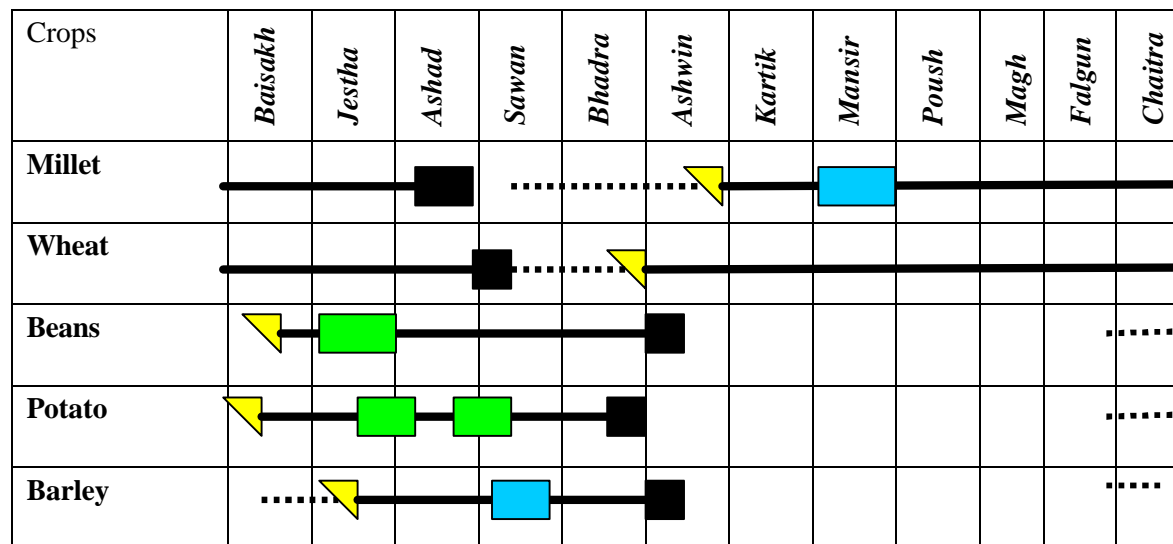 Crops
Baisakh
Jestha
Ashad
Sawan
Bhadra
Ashwin
Kartik
Mansir
Poush
Magh
Falgun
Chaitra
Millet
Wheat
Beans
Potato
Barley